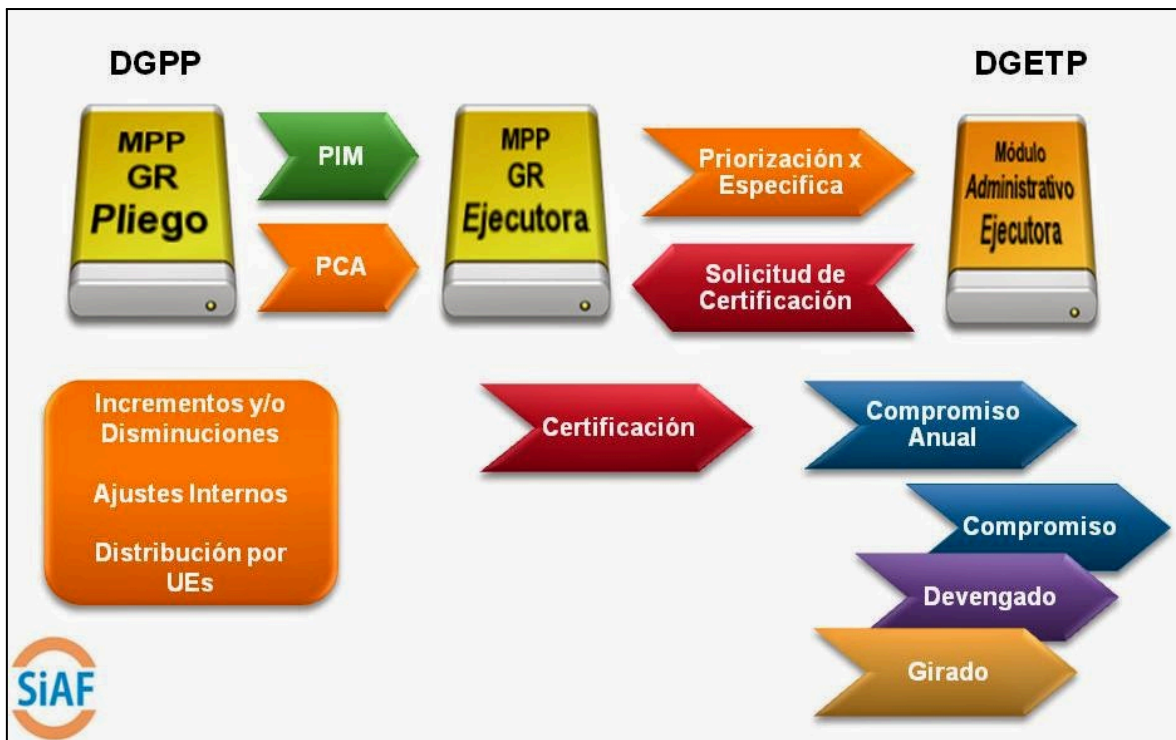 DGPP
DGETP
MPP
GR
Pliego
PIM
PCA
MPP
GR
Ejecutora
Priorización x
Especifica
Solicitud de
Certificación
Módulo
Administrativo
Ejecutora
Incrementos y/o
Disminuciones
Ajustes Internos
Distribución por
UEs
Certificación
Compromiso
Anual
Compromiso
Devengado
Girado
SiAF